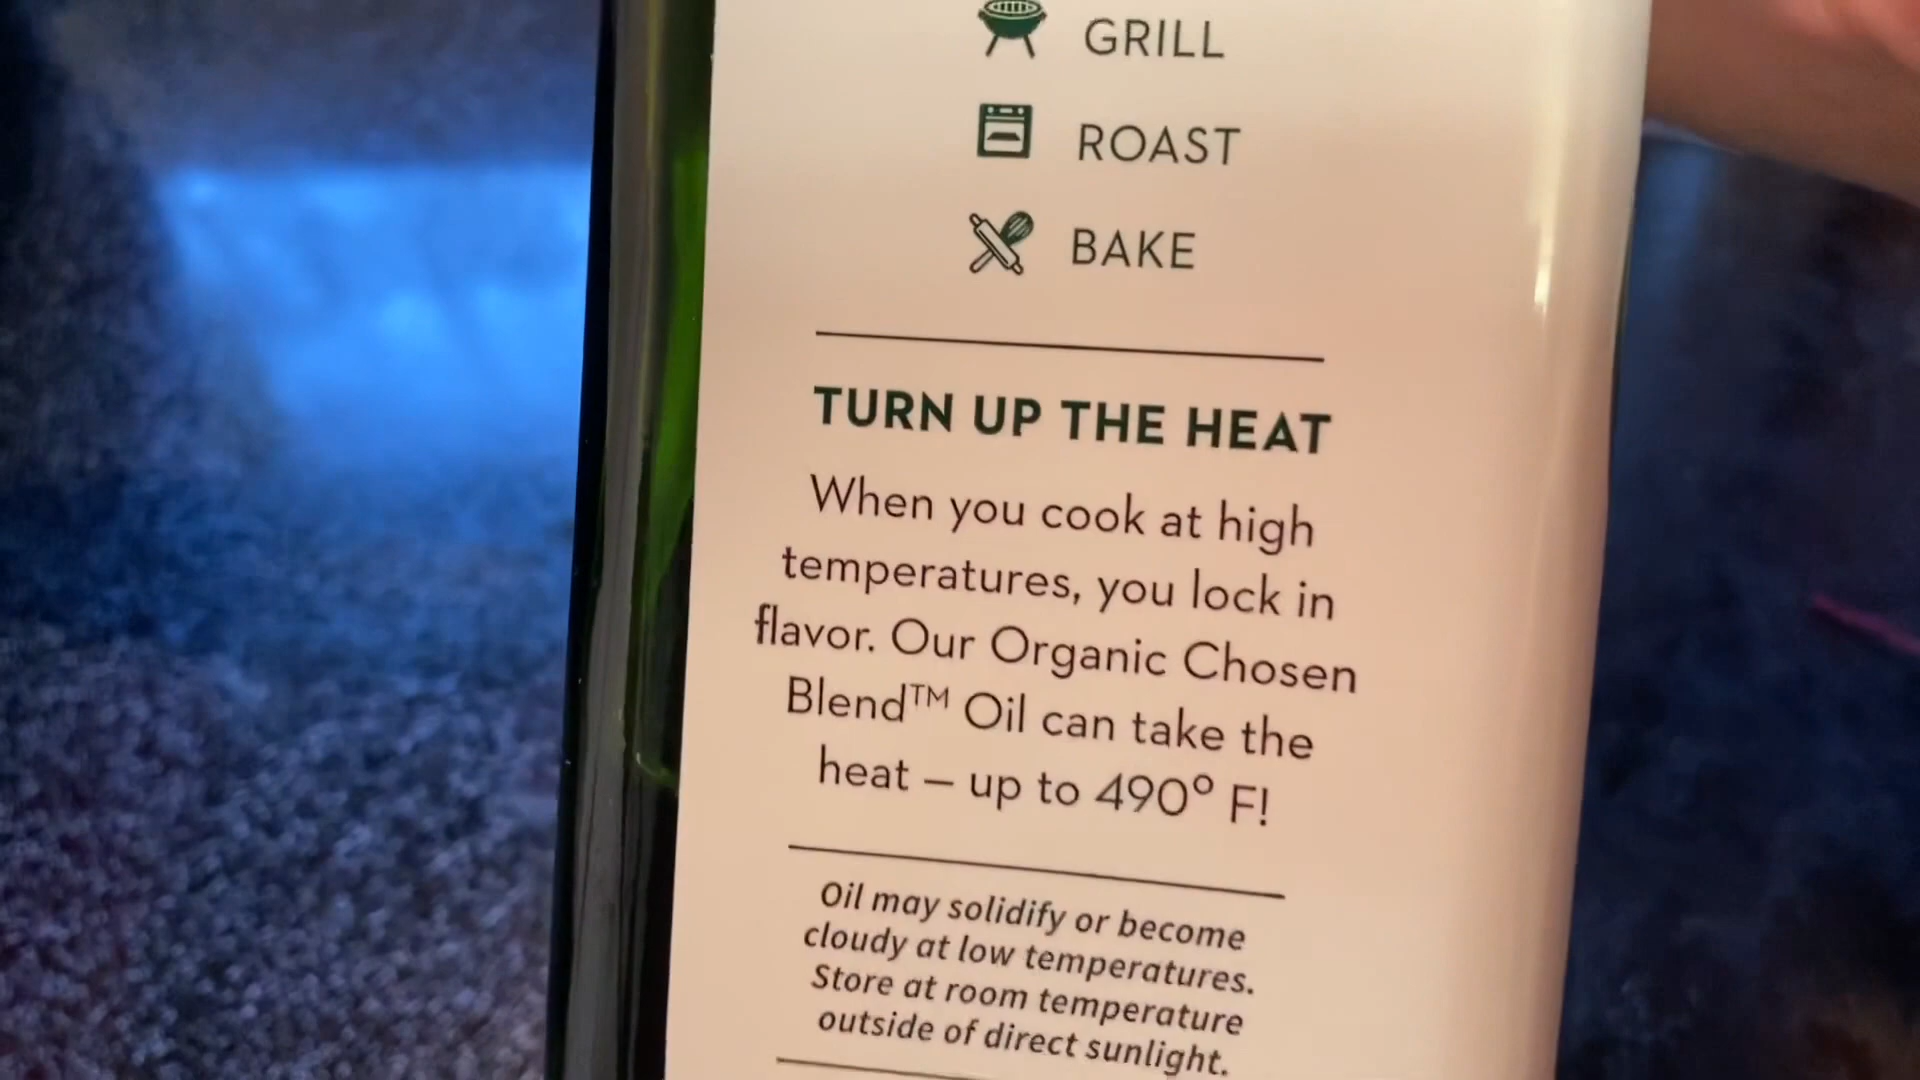 GRILL
ROAST
BAKE
TURN UP THE HEAT
When you cook at high
temperatures, you lock in
flavor. Our Organic Chosen
Blend™ Oil can take the
heat – up to 490° F!
Oil may solidify or become
cloudy at low temperatures.
Store at room temperature
outside of direct sunlight.